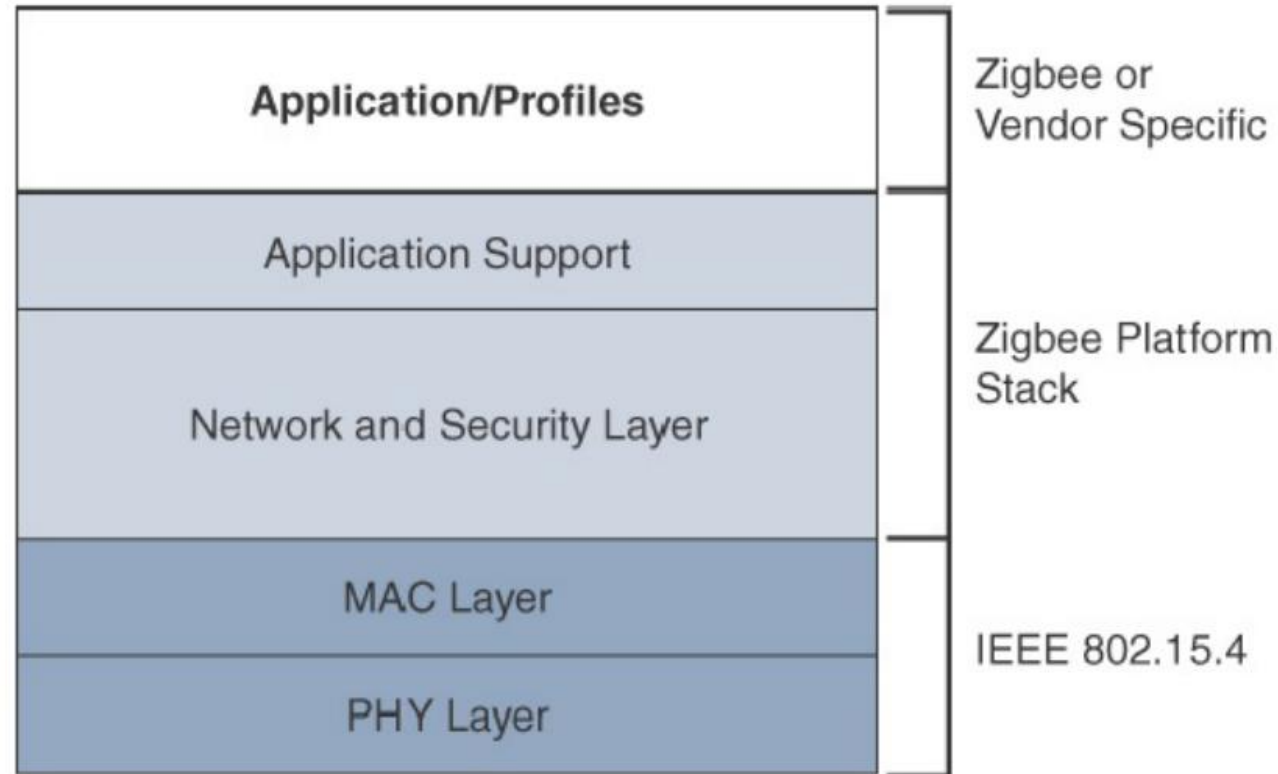 Application/Profiles
Zigbee or
Vendor Specific
Application Support
Network and Security Layer
Zigbee Platform
Stack
MAC Layer
PHY Layer
IEEE 802.15.4